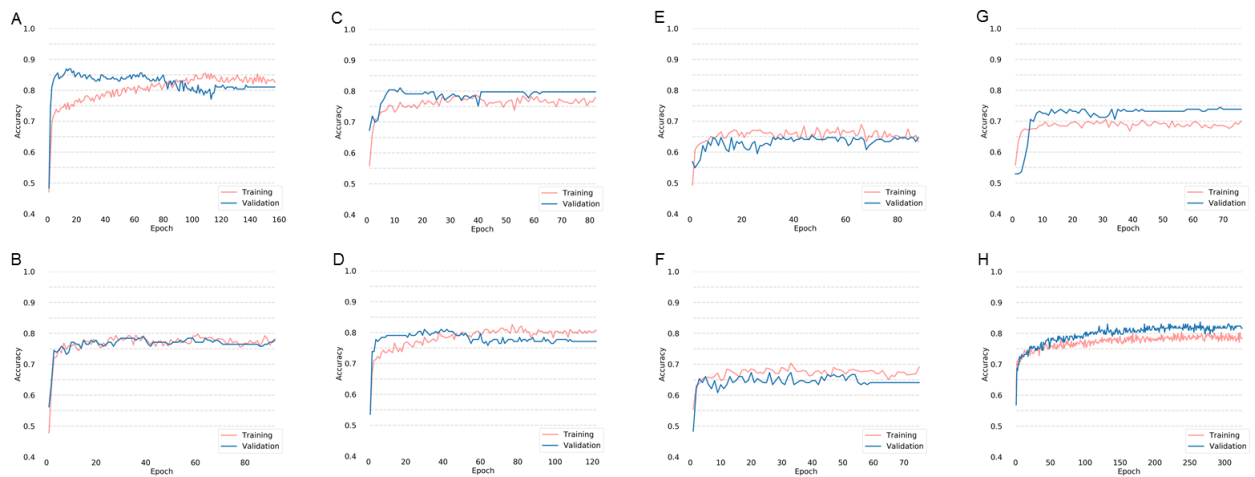 A
1.0
0.9
0.8
0.7
0.6
0.5
0.4
Accuracy
0 20 40 60 80 100 120 140 160
Epoch
Training
Validation
C
1.0
0.9
0.8
0.7
0.6
0.5
0.4
Accuracy
0 10 20 30 40 50 60 80
Epoch
Training
Validation
E
1.0
0.9
0.8
0.7
0.6
0.5
0.4
Accuracy
0 20 40 60 80
Epoch
Training
Validation
G
1.0
0.9
0.8
0.7
0.6
0.5
0.4
Accuracy
0 10 20 30 40 50 60 70
Epoch
Training
Validation
B
1.0
0.9
0.8
0.7
0.6
0.5
0.4
Accuracy
0 20 40 60 80
Epoch
Training
Validation
D
1.0
0.9
0.8
0.7
0.6
0.5
0.4
Accuracy
0 20 40 60 80 100 120
Epoch
Training
Validation
F
1.0
0.9
0.8
0.7
0.6
0.5
0.4
Accuracy
0 10 20 30 40 50 60 70
Epoch
Training
Validation
H
1.0
0.9
0.8
0.7
0.6
0.5
0.4
Accuracy
0 50 100 150 200 250 300
Epoch
Training
Validation